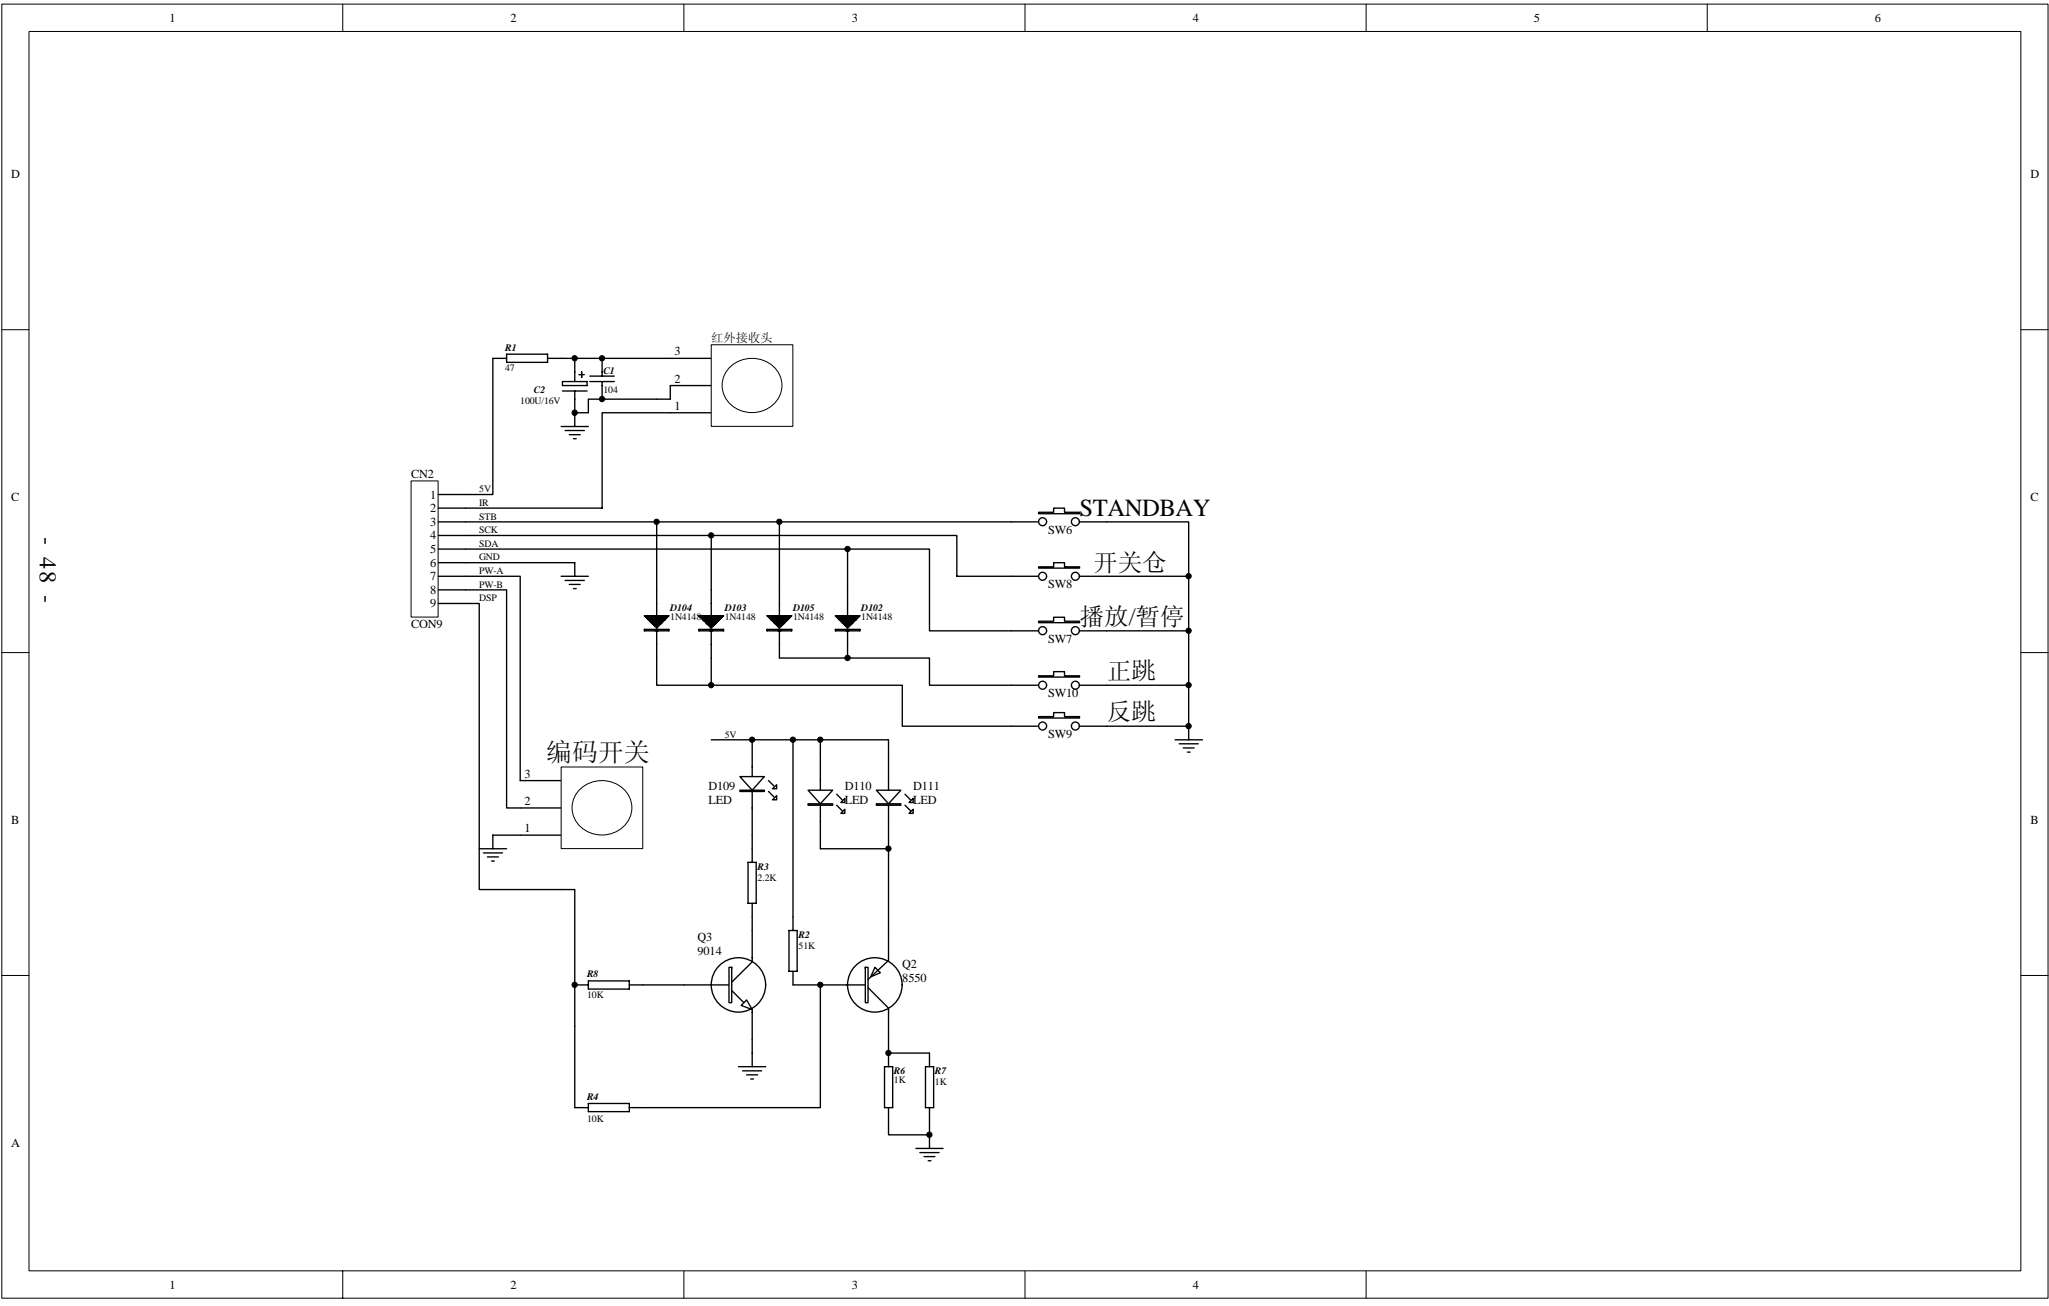 1 2 3 4 5 6
D D
红外接收头
R1
47
3
+
C1
104
2
C2
100U/16V
1
CN2
1 5V
2 IR
3 STB
4 SCK
5 SDA
6 GND
7 PW-A
8 PW-B
9 DSP
CON9
C C
- 48 -
STANDBAY
SW6
开关仓
SW8
播放/暂停
SW7
正跳
SW10
反跳
SW9
D104
1N4148
D103
1N4148
D105
1N4148
D102
1N4148
编码开关
3
2
1
5V
D109
LED
D110
LED
D111
LED
B B
R3
2.2K
Q3
9014
R2
51K
Q2
8550
R8
10K
R4
10K
R6
1K
R7
1K
A
1 2 3 4